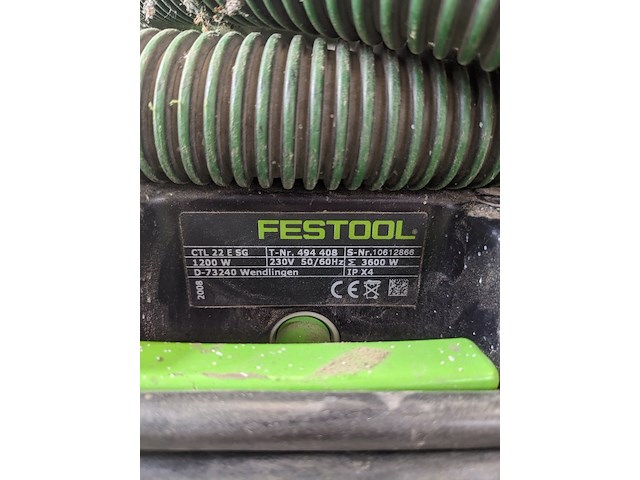 FESTOOL
CTL 22 E SG T-Nr. 494 408 S-Nr.10612866
1200 W 230V 50/60Hz Σ 3600 W
D-73240 Wendlingen IP X4
2008
CE